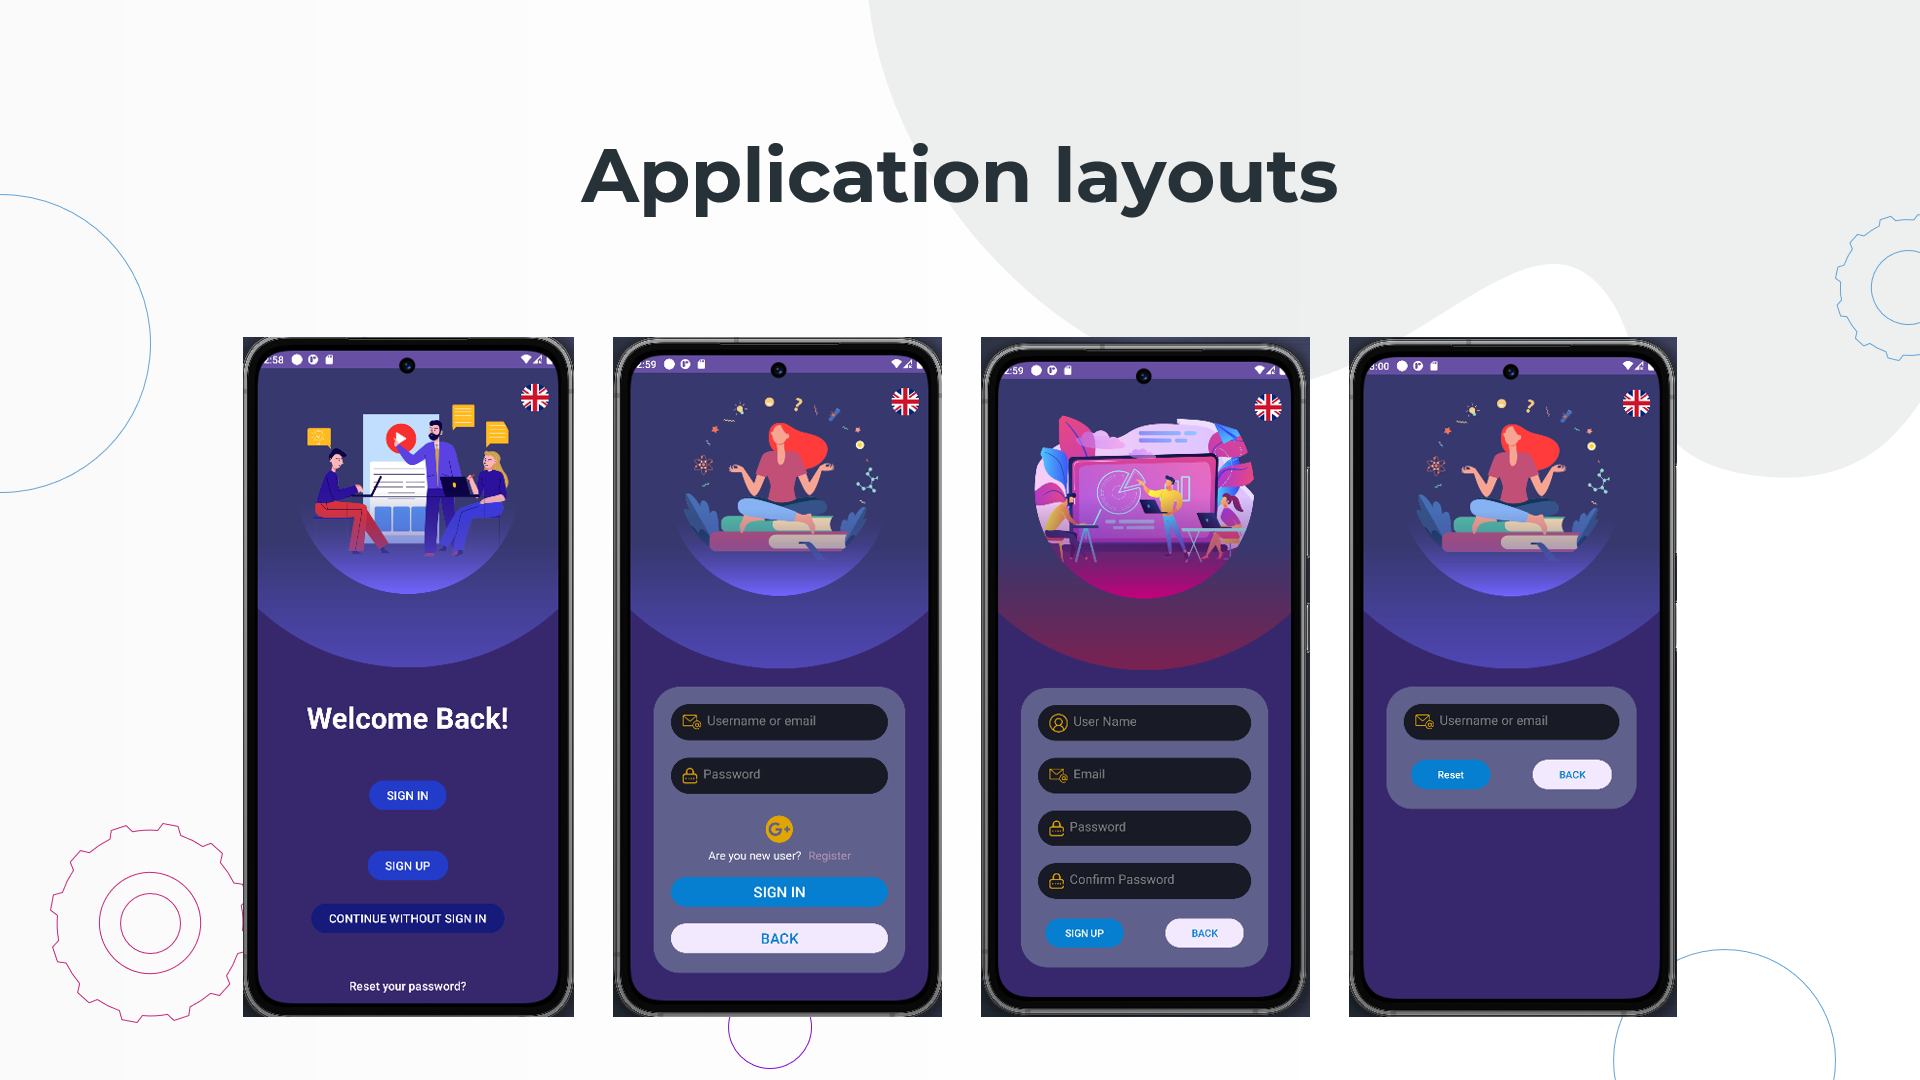 Application layouts
2:58
Welcome Back!
SIGN IN
SIGN UP
CONTINUE WITHOUT SIGN IN
Reset your password?
2:59
Username or email
Password
G+
Are you new user? Register
SIGN IN
BACK
:59
User Name
Email
Password
Confirm Password
SIGN UP
BACK
:00
Username or email
Reset
BACK